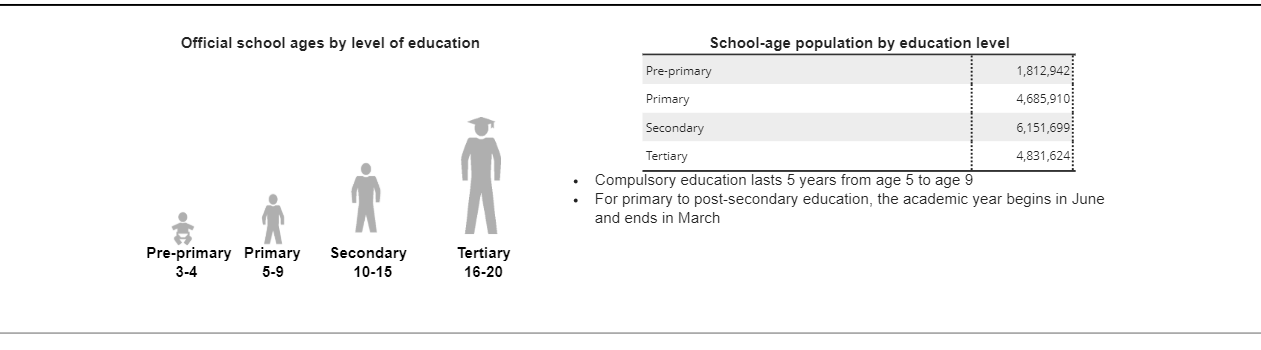 Official school ages by level of education
Pre-primary Primary Secondary Tertiary
3-4 5-9 10-15 16-20
School-age population by education level
Pre-primary 1,812,942
Primary 4,685,910
Secondary 6,151,699
Tertiary 4,831,624
• Compulsory education lasts 5 years from age 5 to age 9
• For primary to post-secondary education, the academic year begins in June
and ends in March